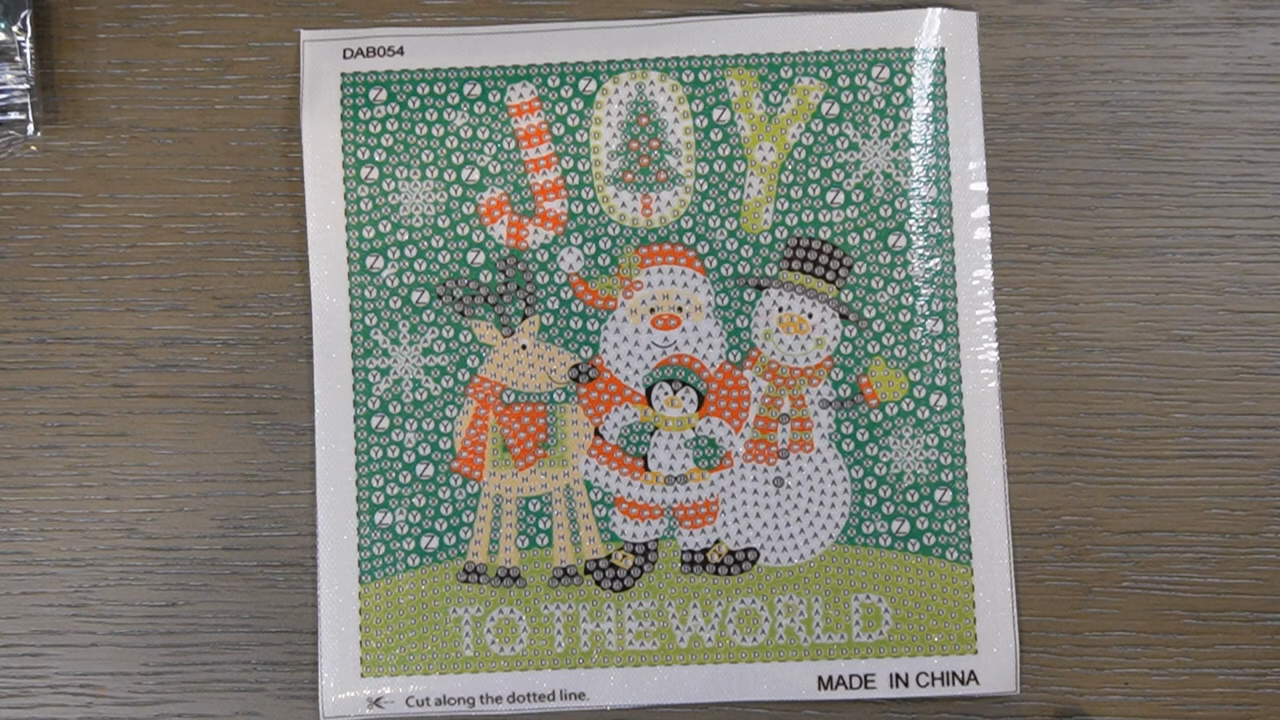 DAB054
JOY
TO THE WORLD
MADE IN CHINA
Cut along the dotted line.